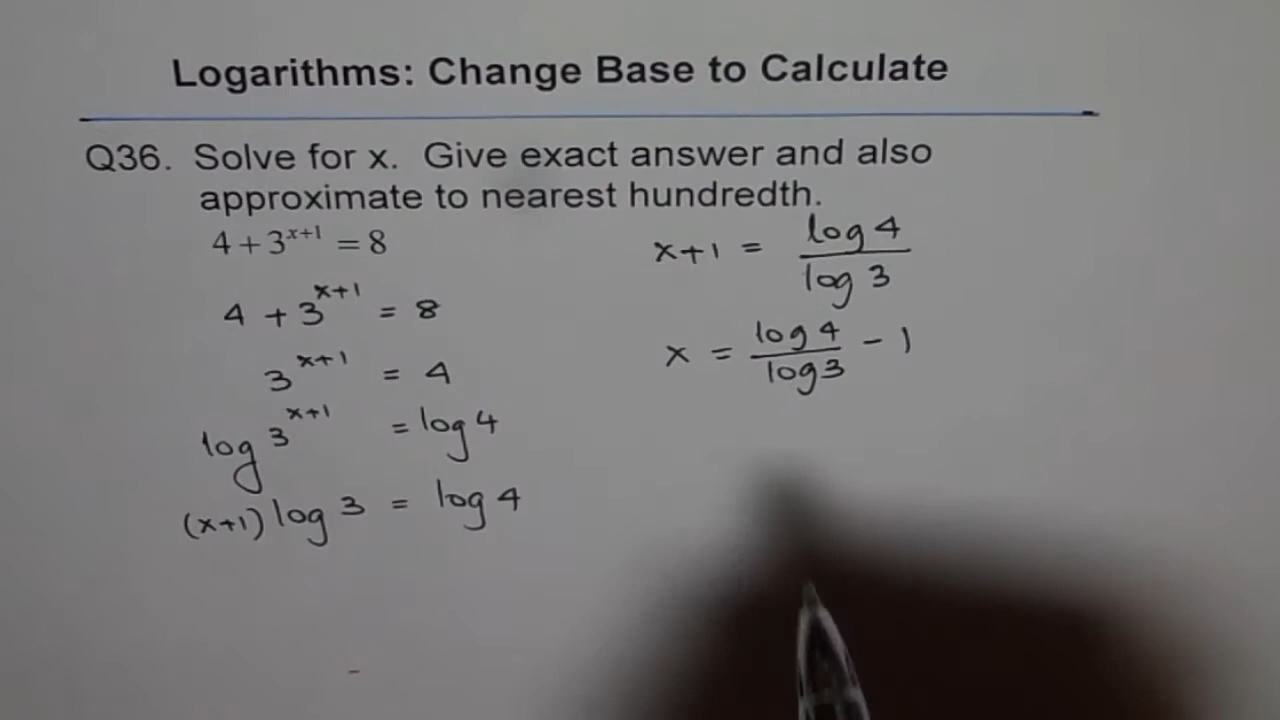 Logarithms: Change Base to Calculate
Q36. Solve for x. Give exact answer and also
approximate to nearest hundredth.
4 + 3^{x+1} = 8
4 + 3^{x+1} = 8
3^{x+1} = 4
log 3^{x+1} = log 4
(x+1) log 3 = log 4
x+1 = \frac{log 4}{log 3}
x = \frac{log 4}{log 3} - 1